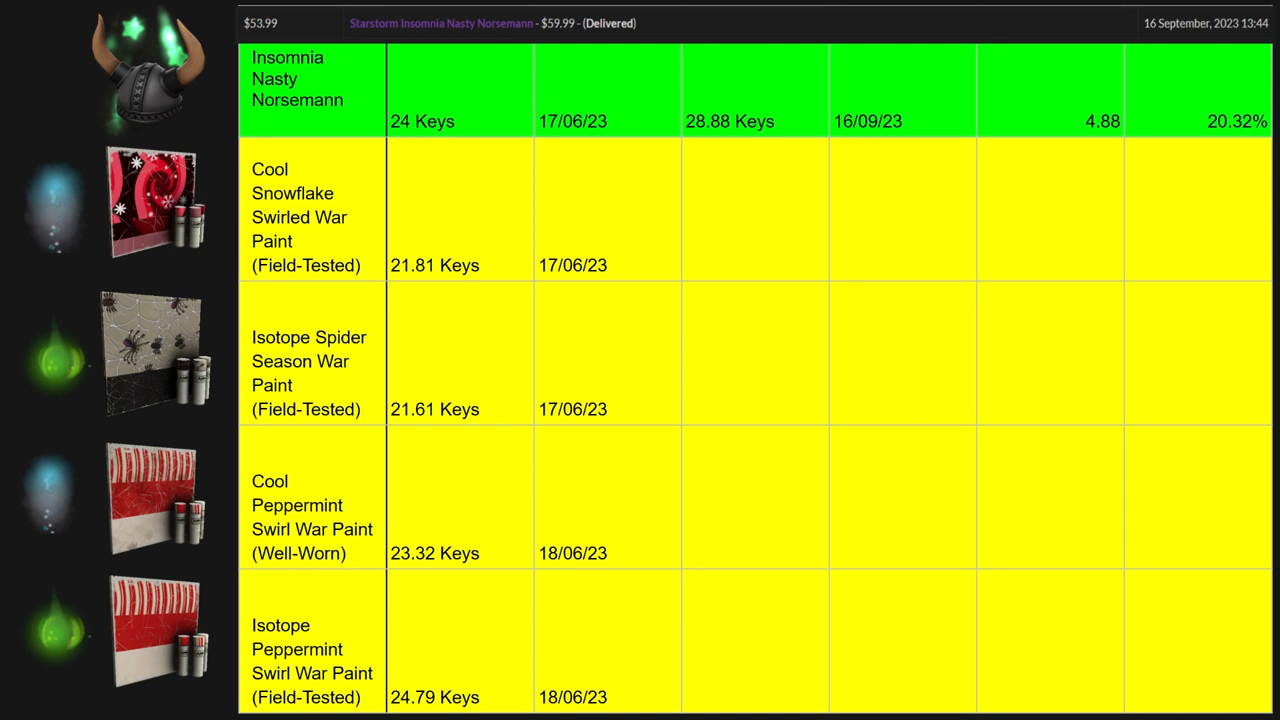 $53.99 Starstorm Insomnia Nasty Norsemann - $59.99 - (Delivered) 16 September, 2023 13:44
Insomnia
Nasty
Norsemann
24 Keys 17/06/23 28.88 Keys 16/09/23 4.88 20.32%
Cool
Snowflake
Swirled War
Paint
(Field-Tested) 21.81 Keys 17/06/23
Isotope Spider
Season War
Paint
(Field-Tested) 21.61 Keys 17/06/23
Cool
Peppermint
Swirl War Paint
(Well-Worn) 23.32 Keys 18/06/23
Isotope
Peppermint
Swirl War Paint
(Field-Tested) 24.79 Keys 18/06/23